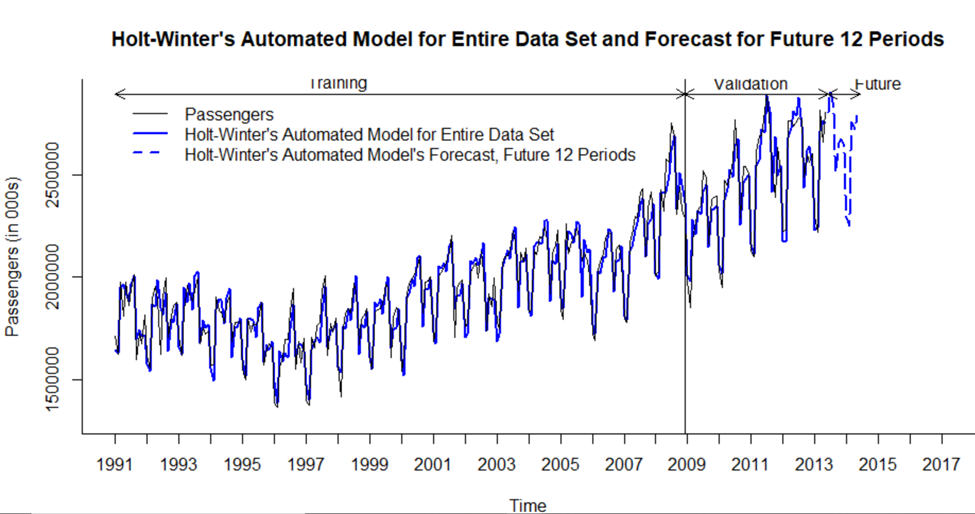 Holt-Winter's Automated Model for Entire Data Set and Forecast for Future 12 Periods
Training
Validation
Future
Passengers
Holt-Winter's Automated Model for Entire Data Set
Holt-Winter's Automated Model's Forecast, Future 12 Periods
Passengers (in 000s)
2500000
2000000
1500000
1991 1993 1995 1997 1999 2001 2003 2005 2007 2009 2011 2013 2015 2017
Time